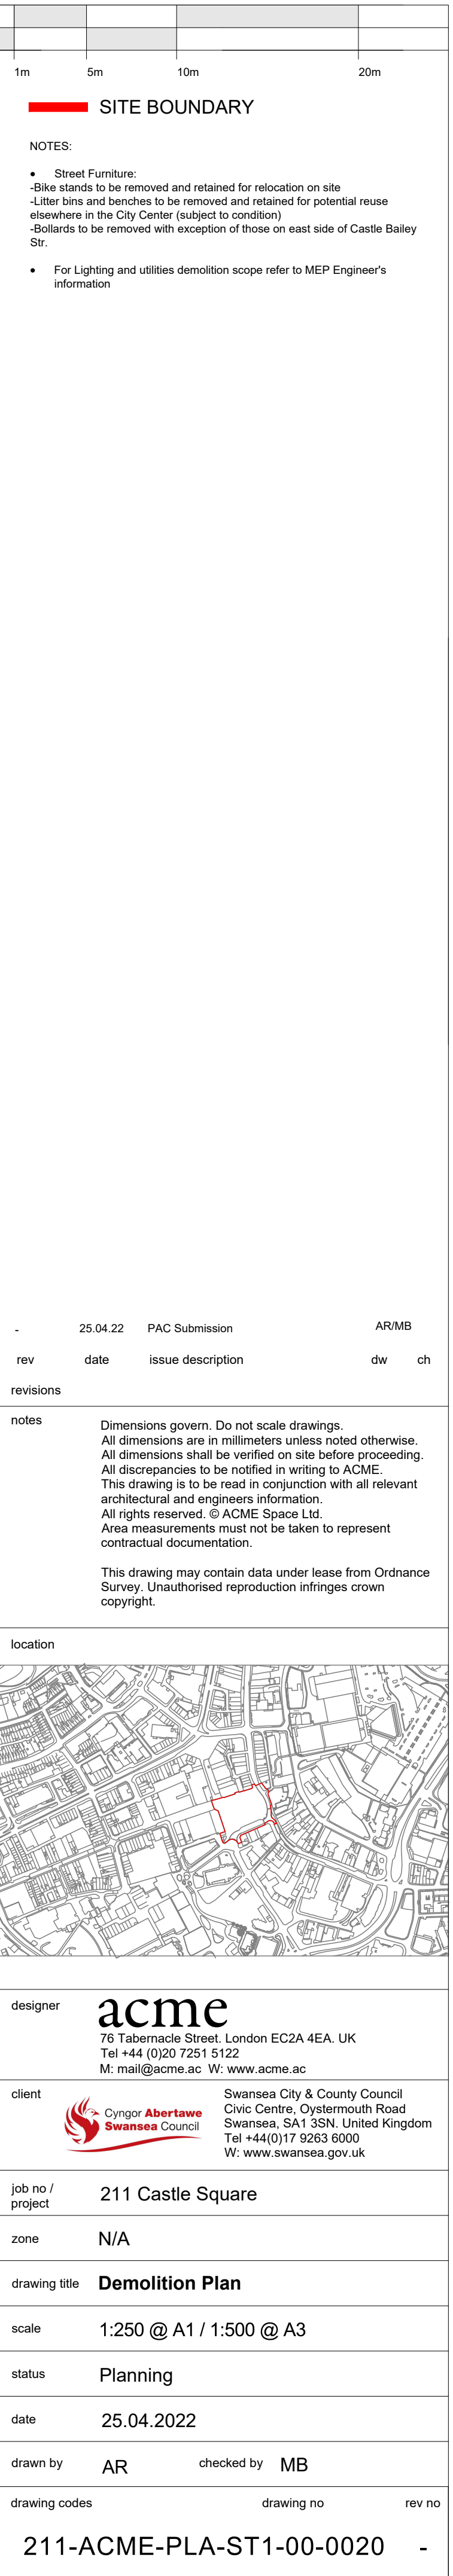 1m 5m 10m 20m
SITE BOUNDARY
NOTES:
• Street Furniture:
-Bike stands to be removed and retained for relocation on site
-Litter bins and benches to be removed and retained for potential reuse
elsewhere in the City Center (subject to condition)
-Bollards to be removed with exception of those on east side of Castle Bailey
Str.
• For Lighting and utilities demolition scope refer to MEP Engineer's
information
- 25.04.22 PAC Submission AR/MB
rev date issue description dw ch
revisions
notes
Dimensions govern. Do not scale drawings.
All dimensions are in millimeters unless noted otherwise.
All dimensions shall be verified on site before proceeding.
All discrepancies to be notified in writing to ACME.
This drawing is to be read in conjunction with all relevant
architectural and engineers information.
All rights reserved. © ACME Space Ltd.
Area measurements must not be taken to represent
contractual documentation.
This drawing may contain data under lease from Ordnance
Survey. Unauthorised reproduction infringes crown
copyright.
location
designer
acme
76 Tabernacle Street. London EC2A 4EA. UK
Tel +44 (0)20 7251 5122
M: mail@acme.ac W: www.acme.ac
client
Cyngor Abertawe
Swansea Council
Swansea City & County Council
Civic Centre, Oystermouth Road
Swansea, SA1 3SN. United Kingdom
Tel +44(0)17 9263 6000
W: www.swansea.gov.uk
job no /
project
211 Castle Square
zone N/A
drawing title Demolition Plan
scale 1:250 @ A1 / 1:500 @ A3
status Planning
date 25.04.2022
drawn by AR checked by MB
drawing codes drawing no rev no
211-ACME-PLA-ST1-00-0020 -